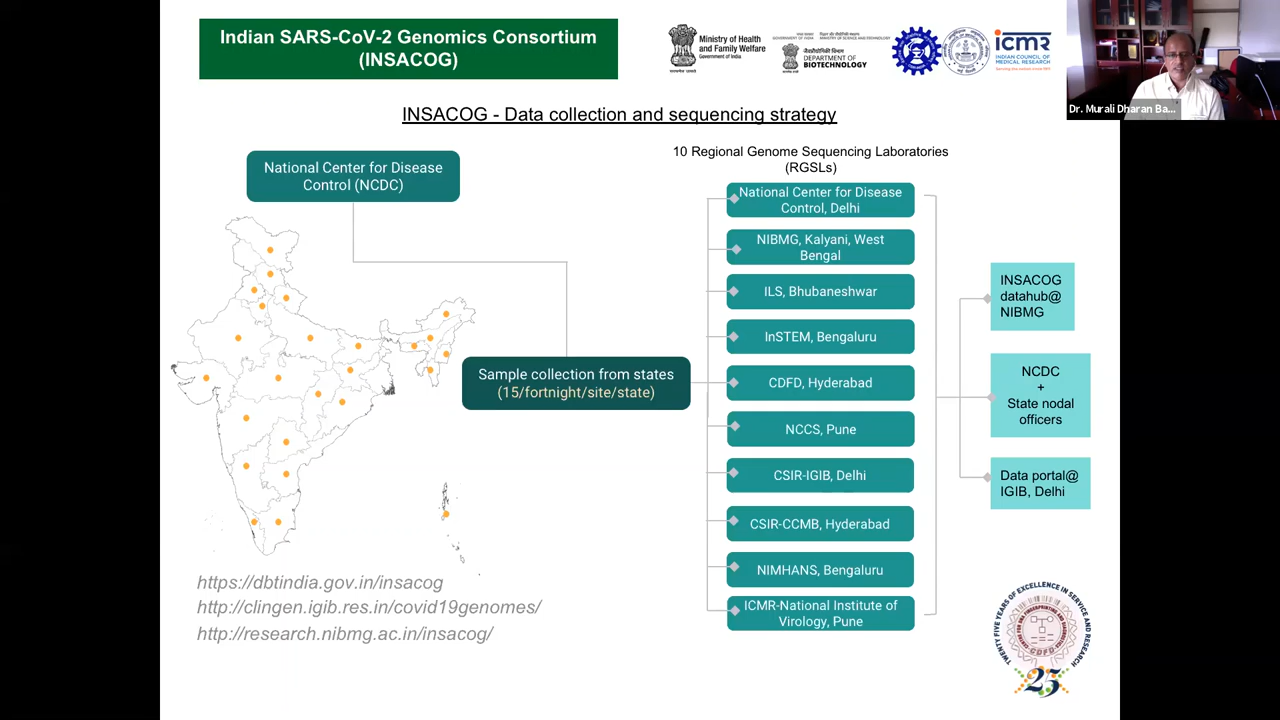 Indian SARS-CoV-2 Genomics Consortium
(INSACOG)
Ministry of Health
and Family Welfare
Government of India
DEPARTMENT OF
BIOTECHNOLOGY
icmr
INDIAN COUNCIL OF
MEDICAL RESEARCH
Dr. Murali Dharan Ba...
INSACOG - Data collection and sequencing strategy
National Center for Disease
Control (NCDC)
Sample collection from states
(15/fortnight/site/state)
10 Regional Genome Sequencing Laboratories
(RGSLs)
National Center for Disease
Control, Delhi
NIBMG, Kalyani, West
Bengal
ILS, Bhubaneshwar
InSTEM, Bengaluru
CDFD, Hyderabad
NCCS, Pune
CSIR-IGIB, Delhi
CSIR-CCMB, Hyderabad
NIMHANS, Bengaluru
ICMR-National Institute of
Virology, Pune
INSACOG
datahub@
NIBMG
NCDC
+
State nodal
officers
Data portal@
IGIB, Delhi
https://dbtindia.gov.in/insacog
http://clingen.igib.res.in/covid19genomes/
http://research.nibmg.ac.in/insacog/
TWENTY FIVE YEARS OF EXCELLENCE IN SERVICE AND RESEARCH
CDFD
25